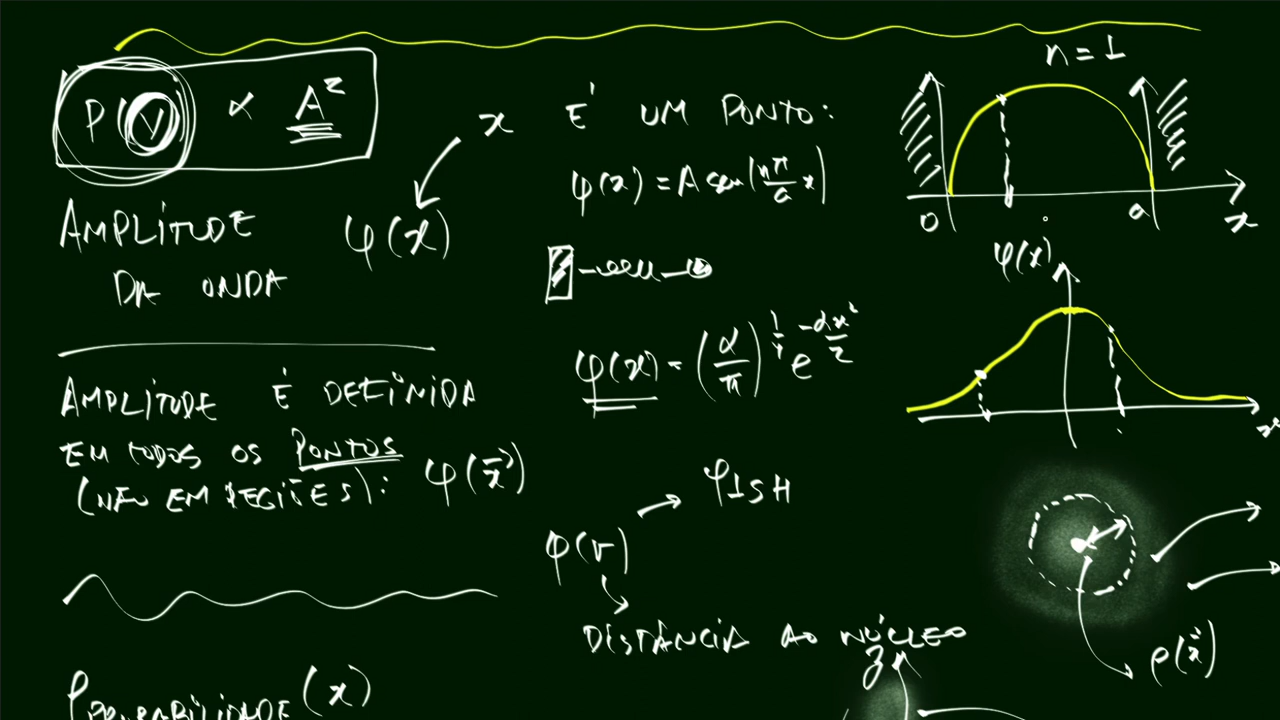 P(V) ∝ A²
AMPLITUDE
DA ONDA
φ(x)
AMPLITUDE É DEFINIDA
EM TODOS OS PONTOS
(NÃO EM REGIÕES):
φ(x⃗)
ρ PROBABILIDADE (x)
x É UM PONTO:
φ(x) = A sen(nπ/a x)
φ(x) = (α/π)^1/4 e^-αx²/2
φ(r) → φ1SH
DISTÂNCIA AO NÚCLEO
n = 1
0 a x
φ(x)
x
ρ(x⃗)